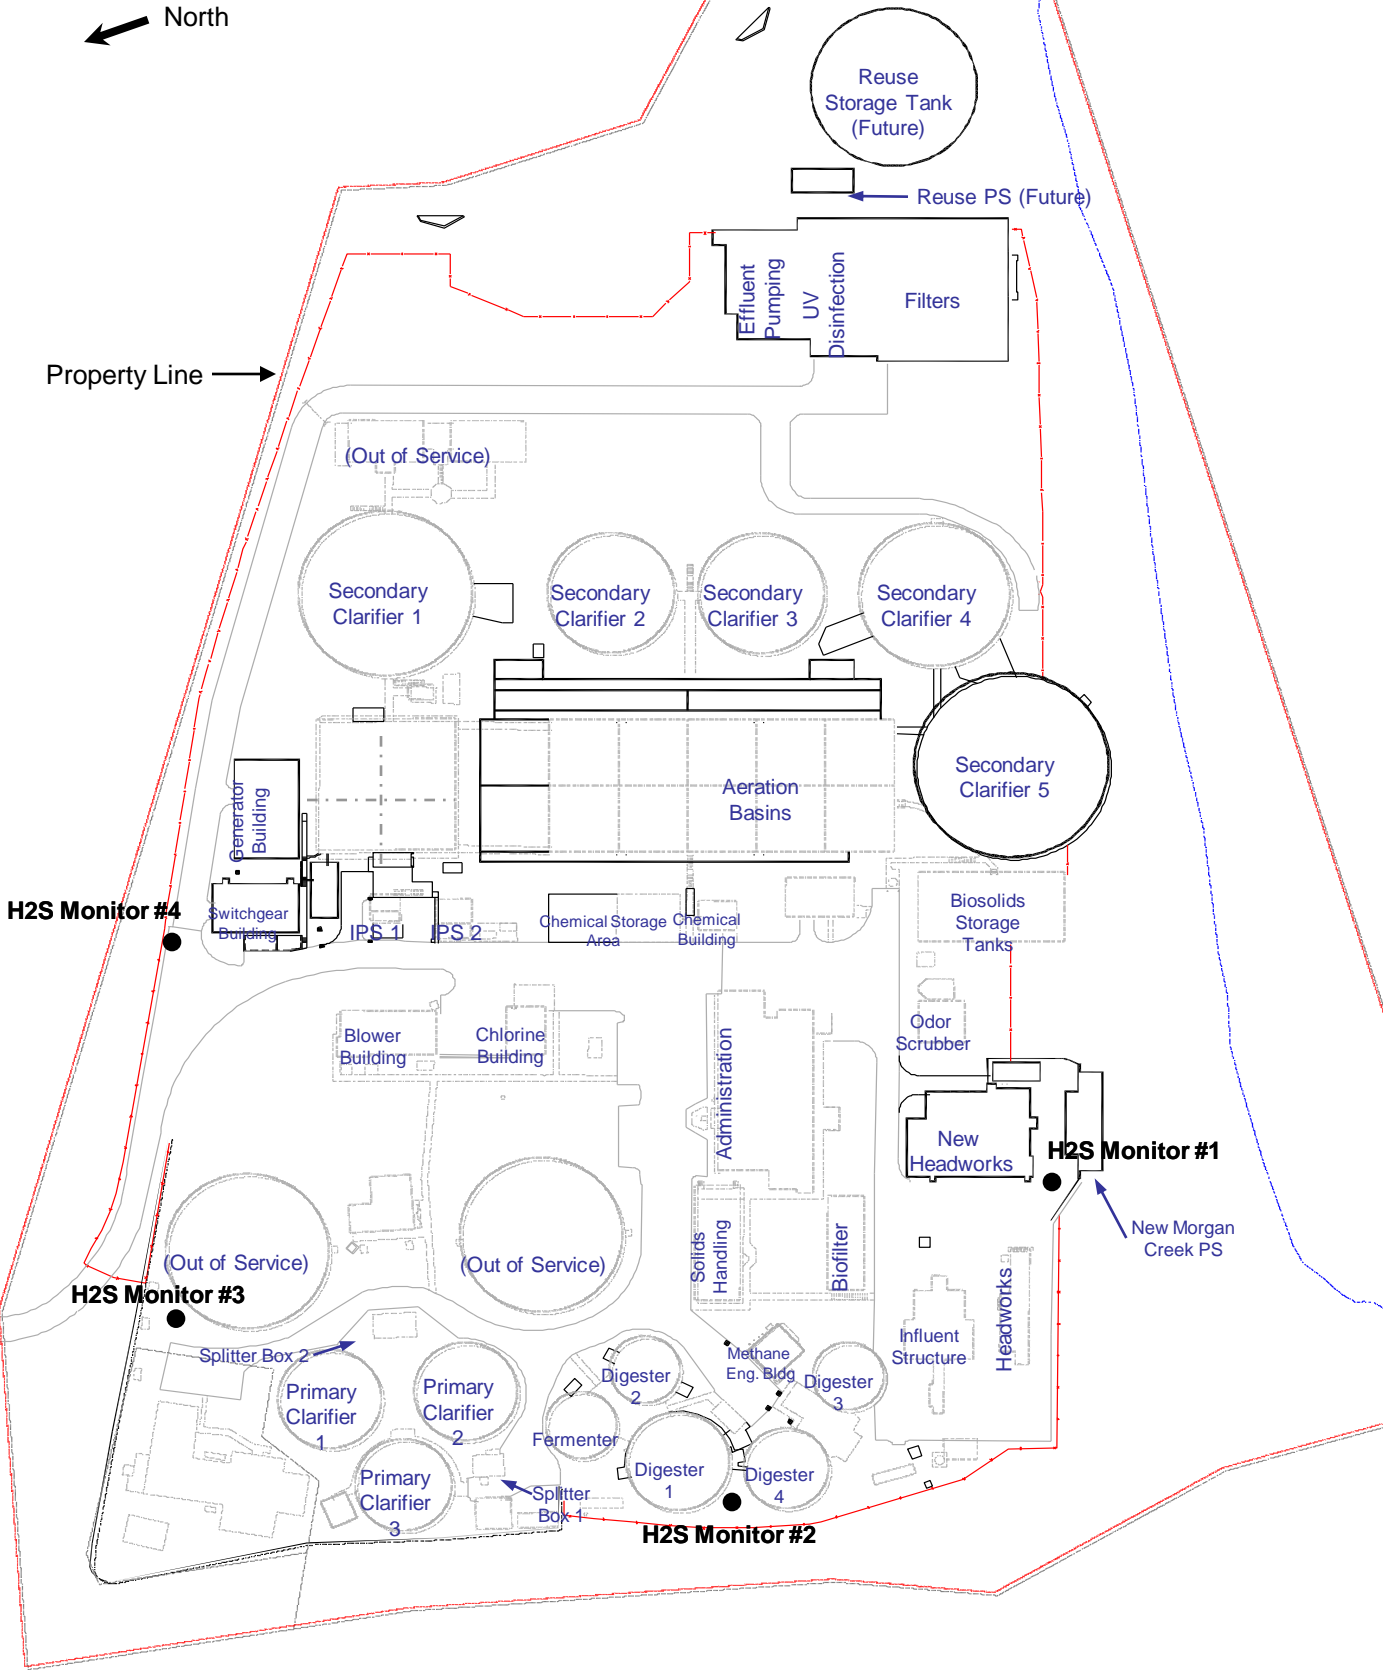 North
Reuse
Storage Tank
(Future)
Reuse PS (Future)
Effluent
Pumping
UV
Disinfection
Filters
Property Line
(Out of Service)
Secondary
Clarifier 1
Secondary
Clarifier 2
Secondary
Clarifier 3
Secondary
Clarifier 4
Secondary
Clarifier 5
Aeration
Basins
Generator
Building
H2S Monitor #4
Switchgear
Building
IPS 1
IPS 2
Chemical Storage
Area
Chemical
Building
Biosolids
Storage
Tanks
Blower
Building
Chlorine
Building
Administration
Odor
Scrubber
New
Headworks
H2S Monitor #1
New Morgan
Creek PS
(Out of Service)
(Out of Service)
Solids
Handling
Biofilter
H2S Monitor #3
Splitter Box 2
Primary
Clarifier
1
Primary
Clarifier
2
Primary
Clarifier
3
Splitter
Box 1
Fermenter
Digester
2
Digester
1
Methane
Eng. Bldg
Digester
3
Digester
4
Influent
Structure
Headworks
H2S Monitor #2